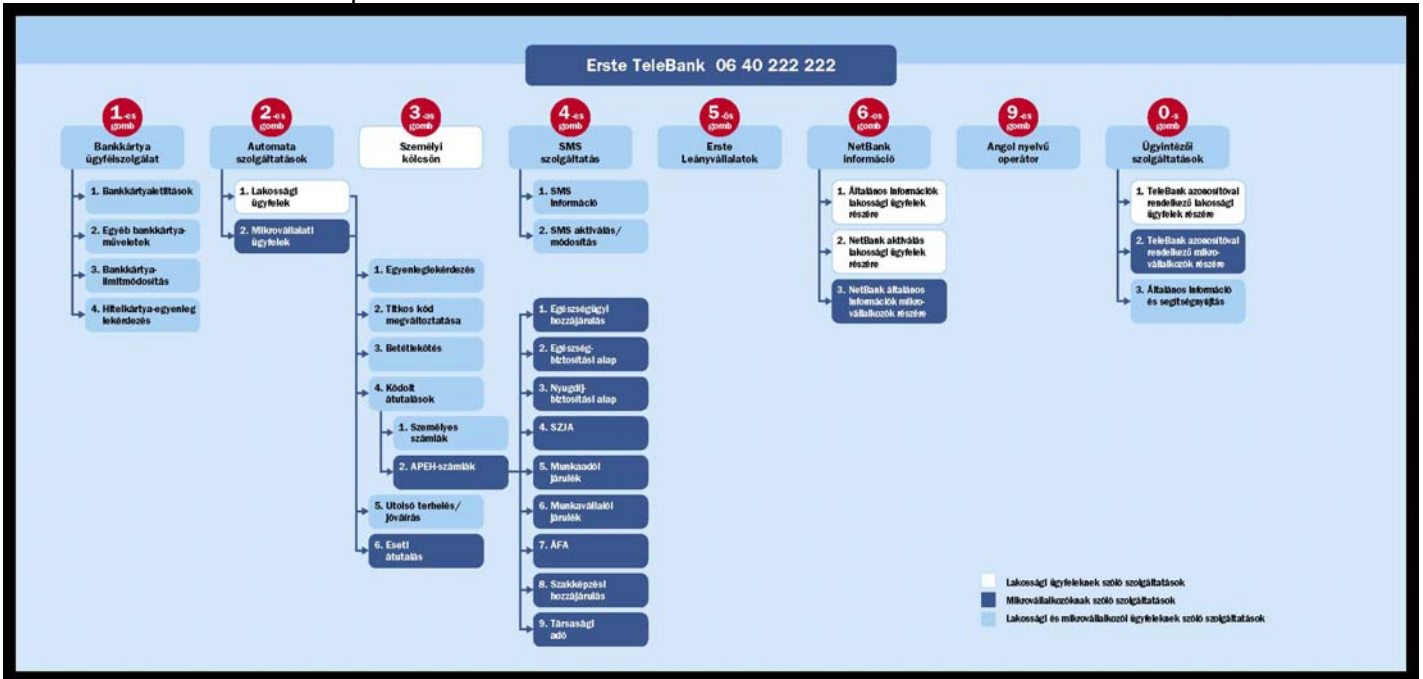 Erste TeleBank 06 40 222 222
1-es
gomb
Bankkártya
ügyfélszolgálat
1. Bankkártyaletiltások
2. Egyéb bankkártya-
műveletek
3. Bankkártya-
limitmódosítás
4. Hitelkártya-egyenleg
lekérdezés
2-es
gomb
Automata
szolgáltatások
1. Lakossági
ügyfelek
2. Mikrovállalati
ügyfelek
3-as
gomb
Személyi
kölcsön
1. Egyenleglekérdezés
2. Titkos kód
megváltoztatása
3. Betétlekötés
4. Kódolt
átutalások
1. Személyes
számlák
2. APEH-számlák
5. Utolsó terhelés/
jóváírás
6. Eseti
átutalás
4-es
gomb
SMS
szolgáltatás
1. SMS
információ
2. SMS aktiválás/
módosítás
1. Egészségügyi
hozzájárulás
2. Egészség-
biztosítási alap
3. Nyugdíj-
biztosítási alap
4. SZJA
5. Munkaadói
járulék
6. Munkavállalói
járulék
7. ÁFA
8. Szakképzési
hozzájárulás
9. Társasági
adó
5-ös
gomb
Erste
Leányvállalatok
6-os
gomb
NetBank
információ
1. Általános információk
lakossági ügyfelek
részére
2. NetBank aktiválás
lakossági ügyfelek
részére
3. NetBank általános
információk mikro-
vállalkozók részére
9-es
gomb
Angol nyelvű
operátor
0-s
gomb
Ügyintézői
szolgáltatások
1. TeleBank azonosítóval
rendelkező lakossági
ügyfelek részére
2. TeleBank azonosítóval
rendelkező mikro-
vállalkozók részére
3. Általános információ
és segítségnyújtás
Lakossági ügyfeleknek szóló szolgáltatások
Mikrovállalkozóknak szóló szolgáltatások
Lakossági és mikrovállalkozói ügyfeleknek szóló szolgáltatások